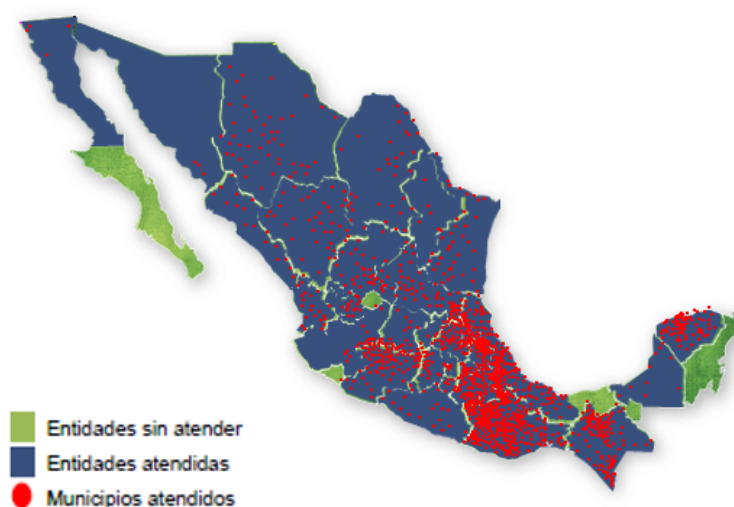 Entidades sin atender
Entidades atendidas
Municipios atendidos